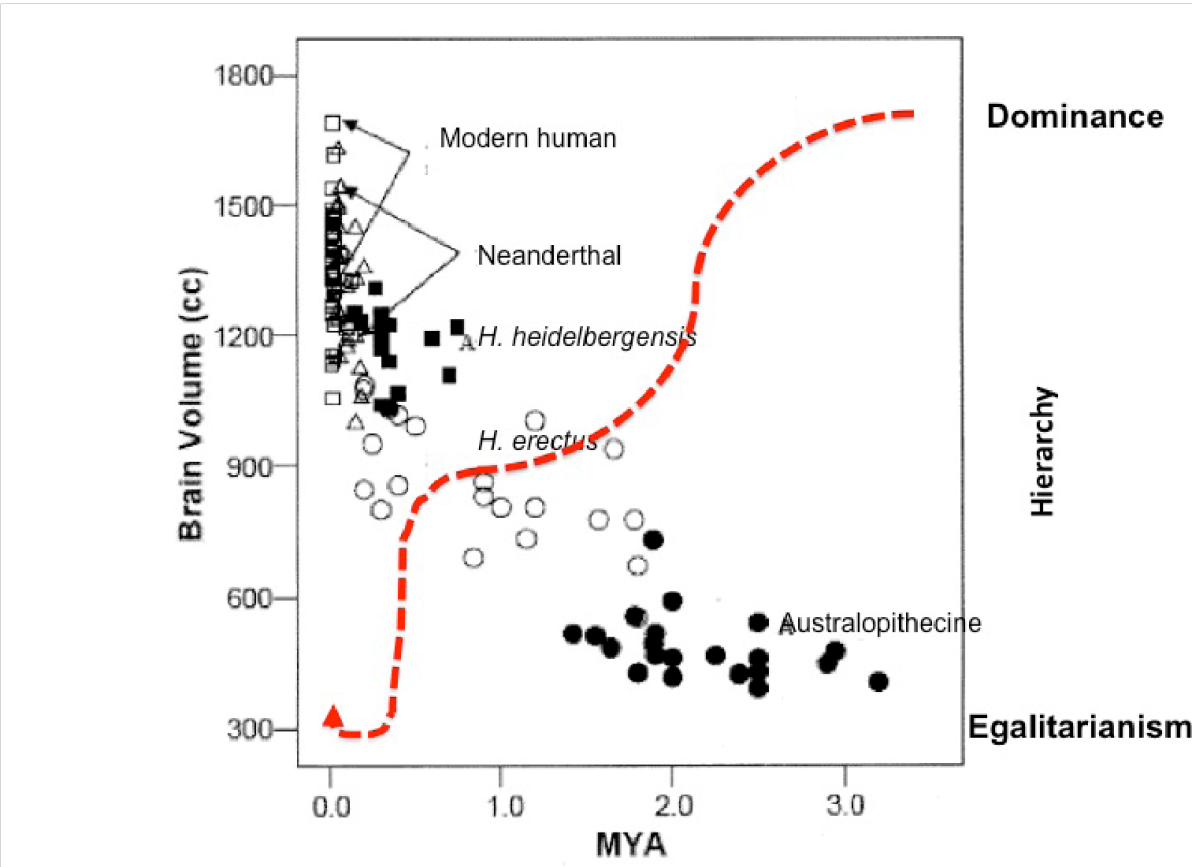 1800
Dominance
Modern human
1500
Neanderthal
1200
H. heidelbergensis
Brain Volume (cc)
Hierarchy
H. erectus
900
600
Australopithecine
300
Egalitarianism
0.0 1.0 2.0 3.0
MYA